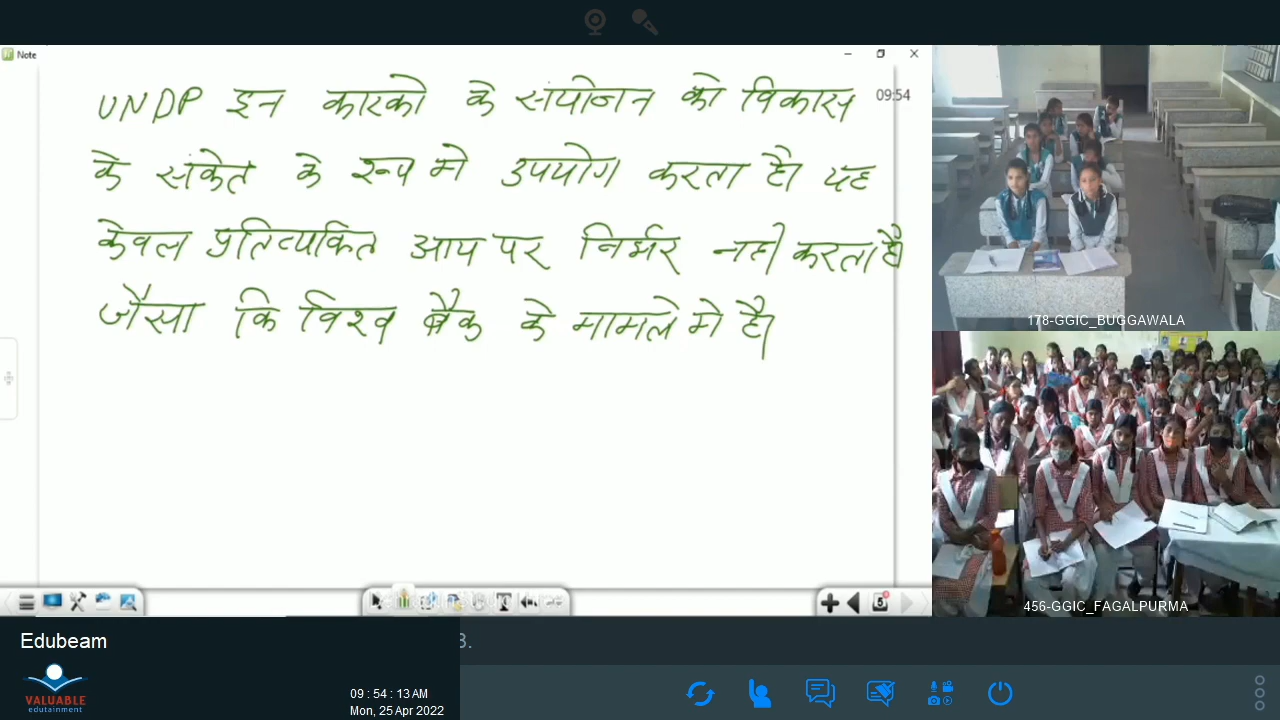 Note
UNDP इन कारको के संयोजन को विकास
09:54
के संकेत के रूप मे उपयोग करता है। यह
केवल प्रतिव्यकित आय पर निर्भर नही करता है।
जैसा कि विश्व बैंक के मामले मे है।
178-GGIC_BUGGAWALA
456-GGIC_FAGALPURMA
Edubeam
3.
VALUABLE
edutainment
09 : 54 : 13 AM
Mon, 25 Apr 2022